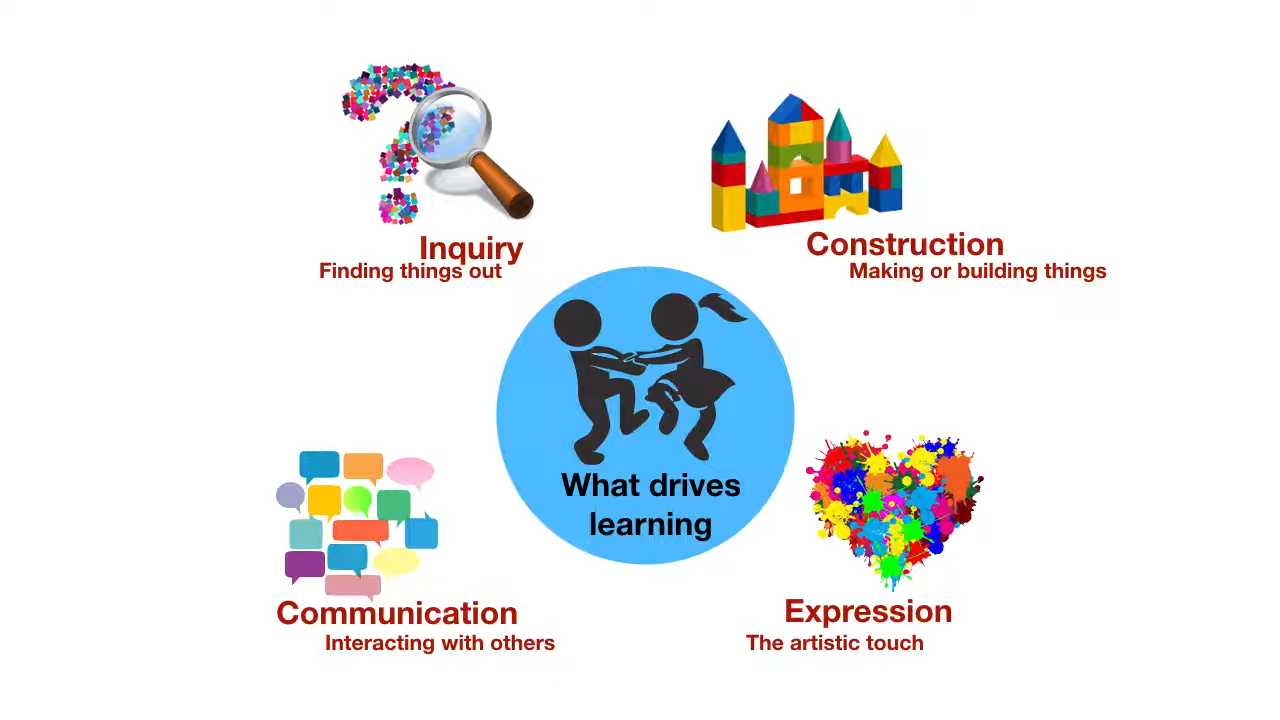 Inquiry
Finding things out
Construction
Making or building things
What drives
learning
Communication
Interacting with others
Expression
The artistic touch